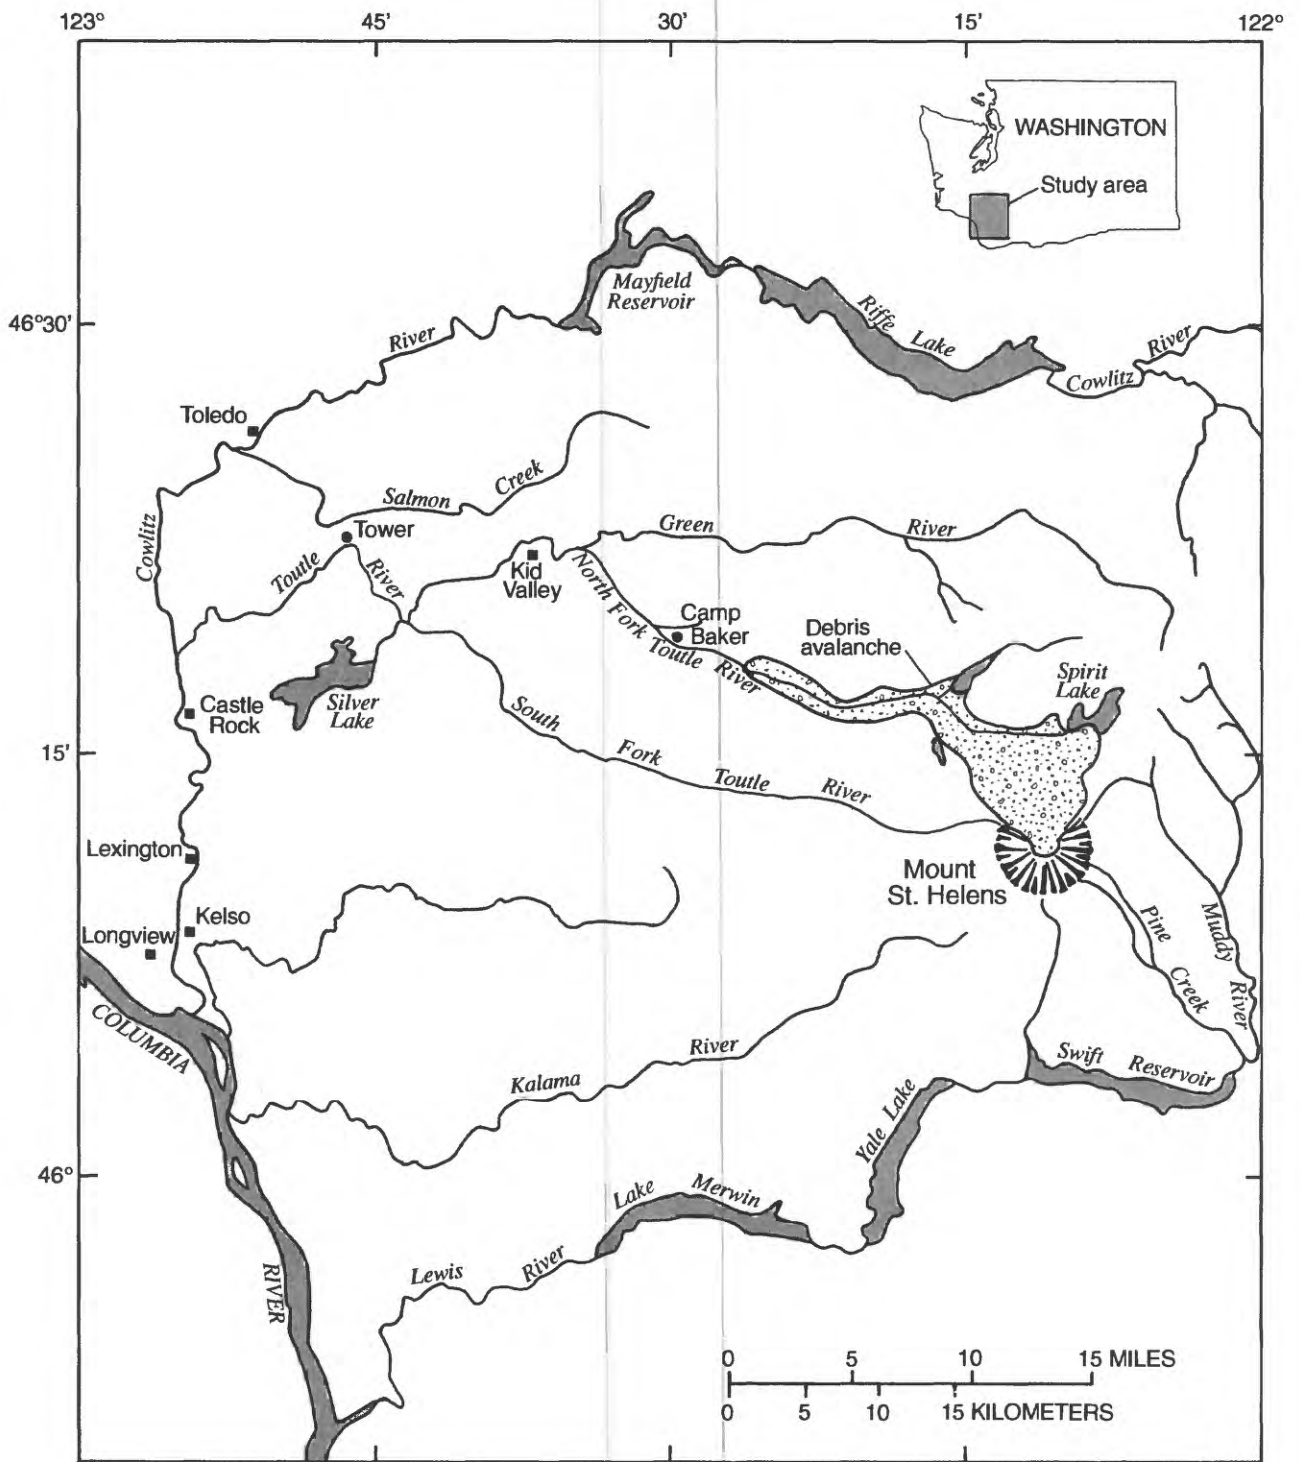 123°
45'
30'
15'
122°
WASHINGTON
Study area
Mayfield
Reservoir
Riffe
Lake
River
46°30'
River
Cowlitz
Toledo
Creek
Salmon
Green
River
Tower
Cowlitz
Toutle
River
Kid
Valley
North
Fork
Toutle
River
Camp
Baker
Debris
avalanche
Spirit
Lake
Silver
Lake
Castle
Rock
South
Fork
Toutle
River
15'
Lexington
Mount
St. Helens
Kelso
Longview
Pine
Creek
Muddy
River
COLUMBIA
RIVER
Kalama
River
Swift Reservoir
Yale Lake
46°
Lake Merwin
Lewis
River
0 5 10 15 MILES
0 5 10 15 KILOMETERS